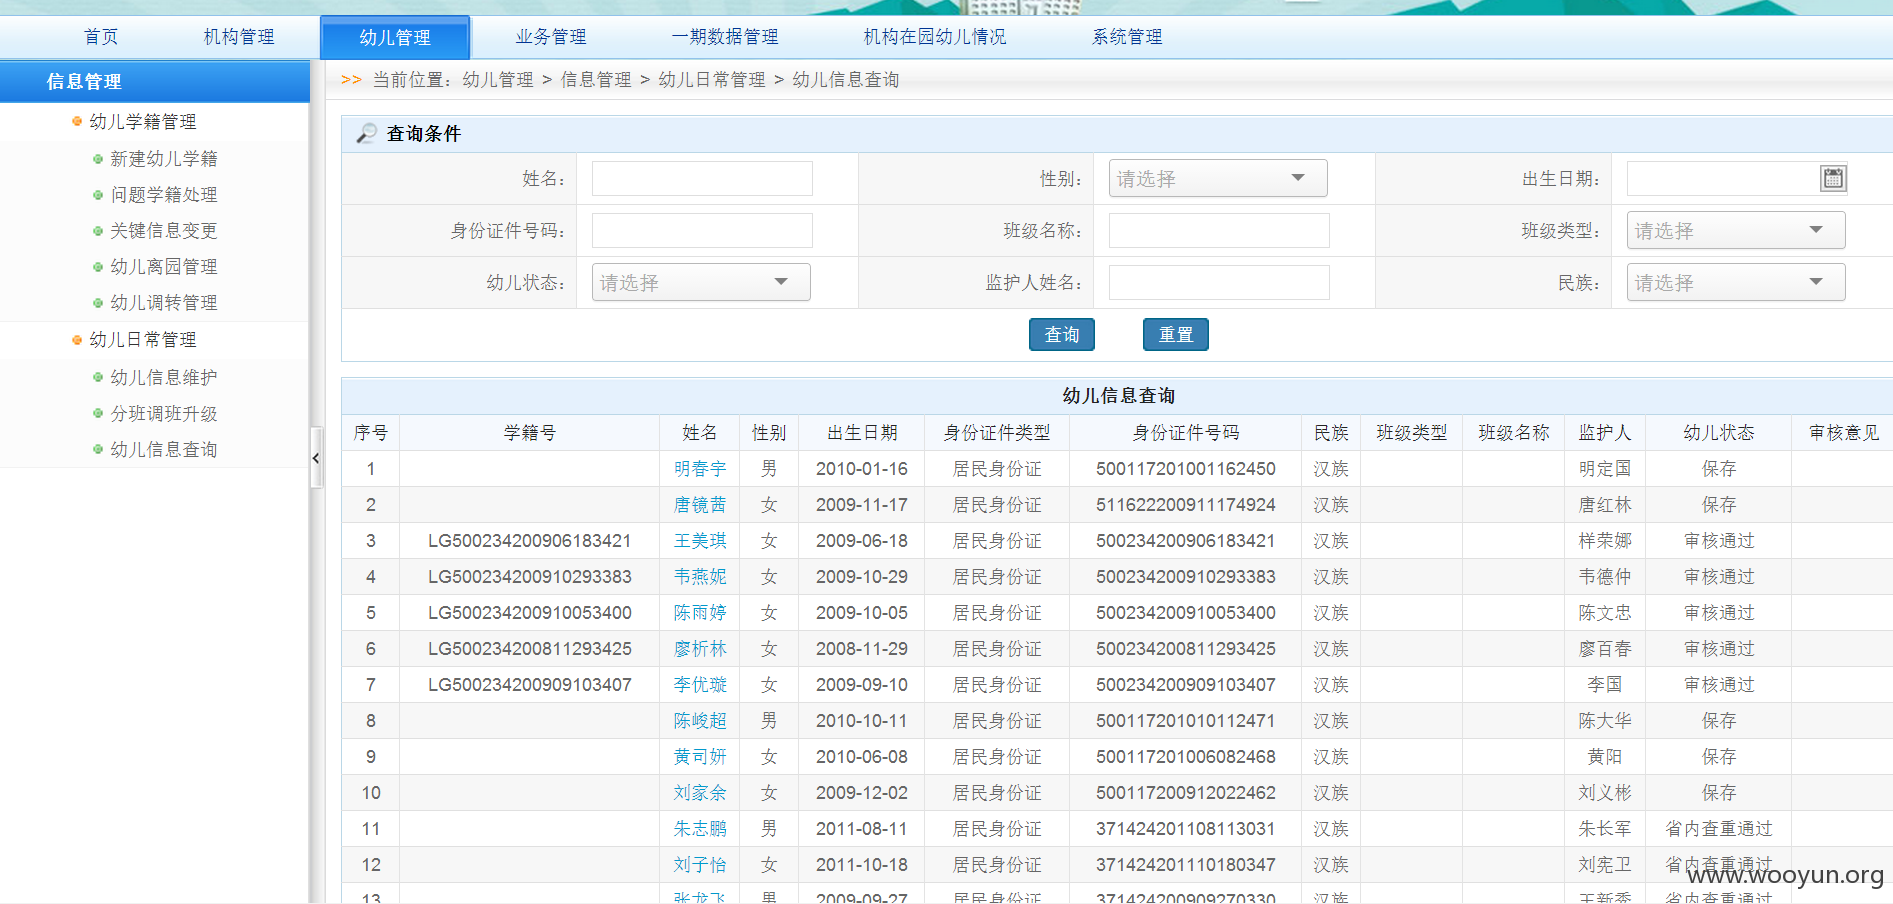 首页 机构管理 幼儿管理 业务管理 一期数据管理 机构在园幼儿情况 系统管理
信息管理
幼儿学籍管理
新建幼儿学籍
问题学籍处理
关键信息变更
幼儿离园管理
幼儿调转管理
幼儿日常管理
幼儿信息维护
分班调班升级
幼儿信息查询
>> 当前位置：幼儿管理 > 信息管理 > 幼儿日常管理 > 幼儿信息查询
查询条件
姓名： 性别： 请选择 出生日期：
身份证件号码： 班级名称： 班级类型： 请选择
幼儿状态： 请选择 监护人姓名： 民族： 请选择
查询 重置
幼儿信息查询
序号 学籍号 姓名 性别 出生日期 身份证件类型 身份证件号码 民族 班级类型 班级名称 监护人 幼儿状态 审核意见
1 明春宇 男 2010-01-16 居民身份证 500117201001162450 汉族 明定国 保存
2 唐镜茜 女 2009-11-17 居民身份证 511622200911174924 汉族 唐红林 保存
3 LG500234200906183421 王美琪 女 2009-06-18 居民身份证 500234200906183421 汉族 样荣娜 审核通过
4 LG500234200910293383 韦燕妮 女 2009-10-29 居民身份证 500234200910293383 汉族 韦德仲 审核通过
5 LG500234200910053400 陈雨婷 女 2009-10-05 居民身份证 500234200910053400 汉族 陈文忠 审核通过
6 LG500234200811293425 廖析林 女 2008-11-29 居民身份证 500234200811293425 汉族 廖百春 审核通过
7 LG500234200909103407 李优璇 女 2009-09-10 居民身份证 500234200909103407 汉族 李国 审核通过
8 陈峻超 男 2010-10-11 居民身份证 500117201010112471 汉族 陈大华 保存
9 黄司妍 女 2010-06-08 居民身份证 500117201006082468 汉族 黄阳 保存
10 刘家余 女 2009-12-02 居民身份证 500117200912022462 汉族 刘义彬 保存
11 朱志鹏 男 2011-08-11 居民身份证 371424201108113031 汉族 朱长军 省内查重通过
12 刘子怡 女 2011-10-18 居民身份证 371424201110180347 汉族 刘宪卫 省内查重通过
13 张龙飞 男 2009-09-27 居民身份证 371424200909270330 汉族 王新秀 省内查重通过
www.wooyun.org